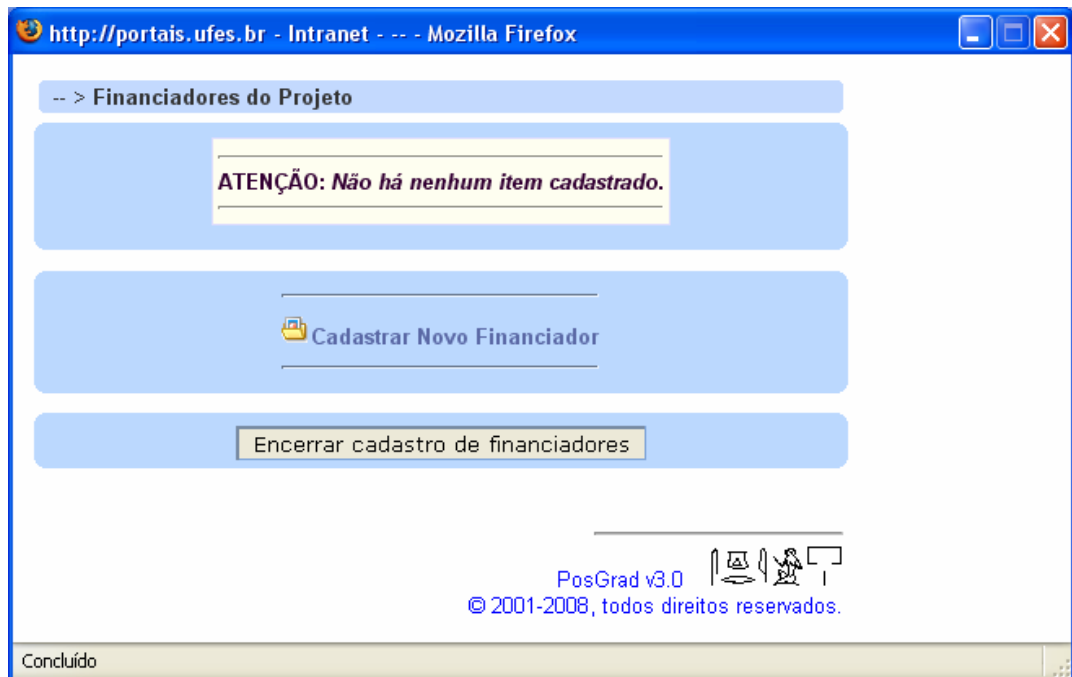 http://portais.ufes.br - Intranet - -- - Mozilla Firefox
-- > Financiadores do Projeto
ATENÇÃO: Não há nenhum item cadastrado.
Cadastrar Novo Financiador
Encerrar cadastro de financiadores
PosGrad v3.0
© 2001-2008, todos direitos reservados.
Concluído